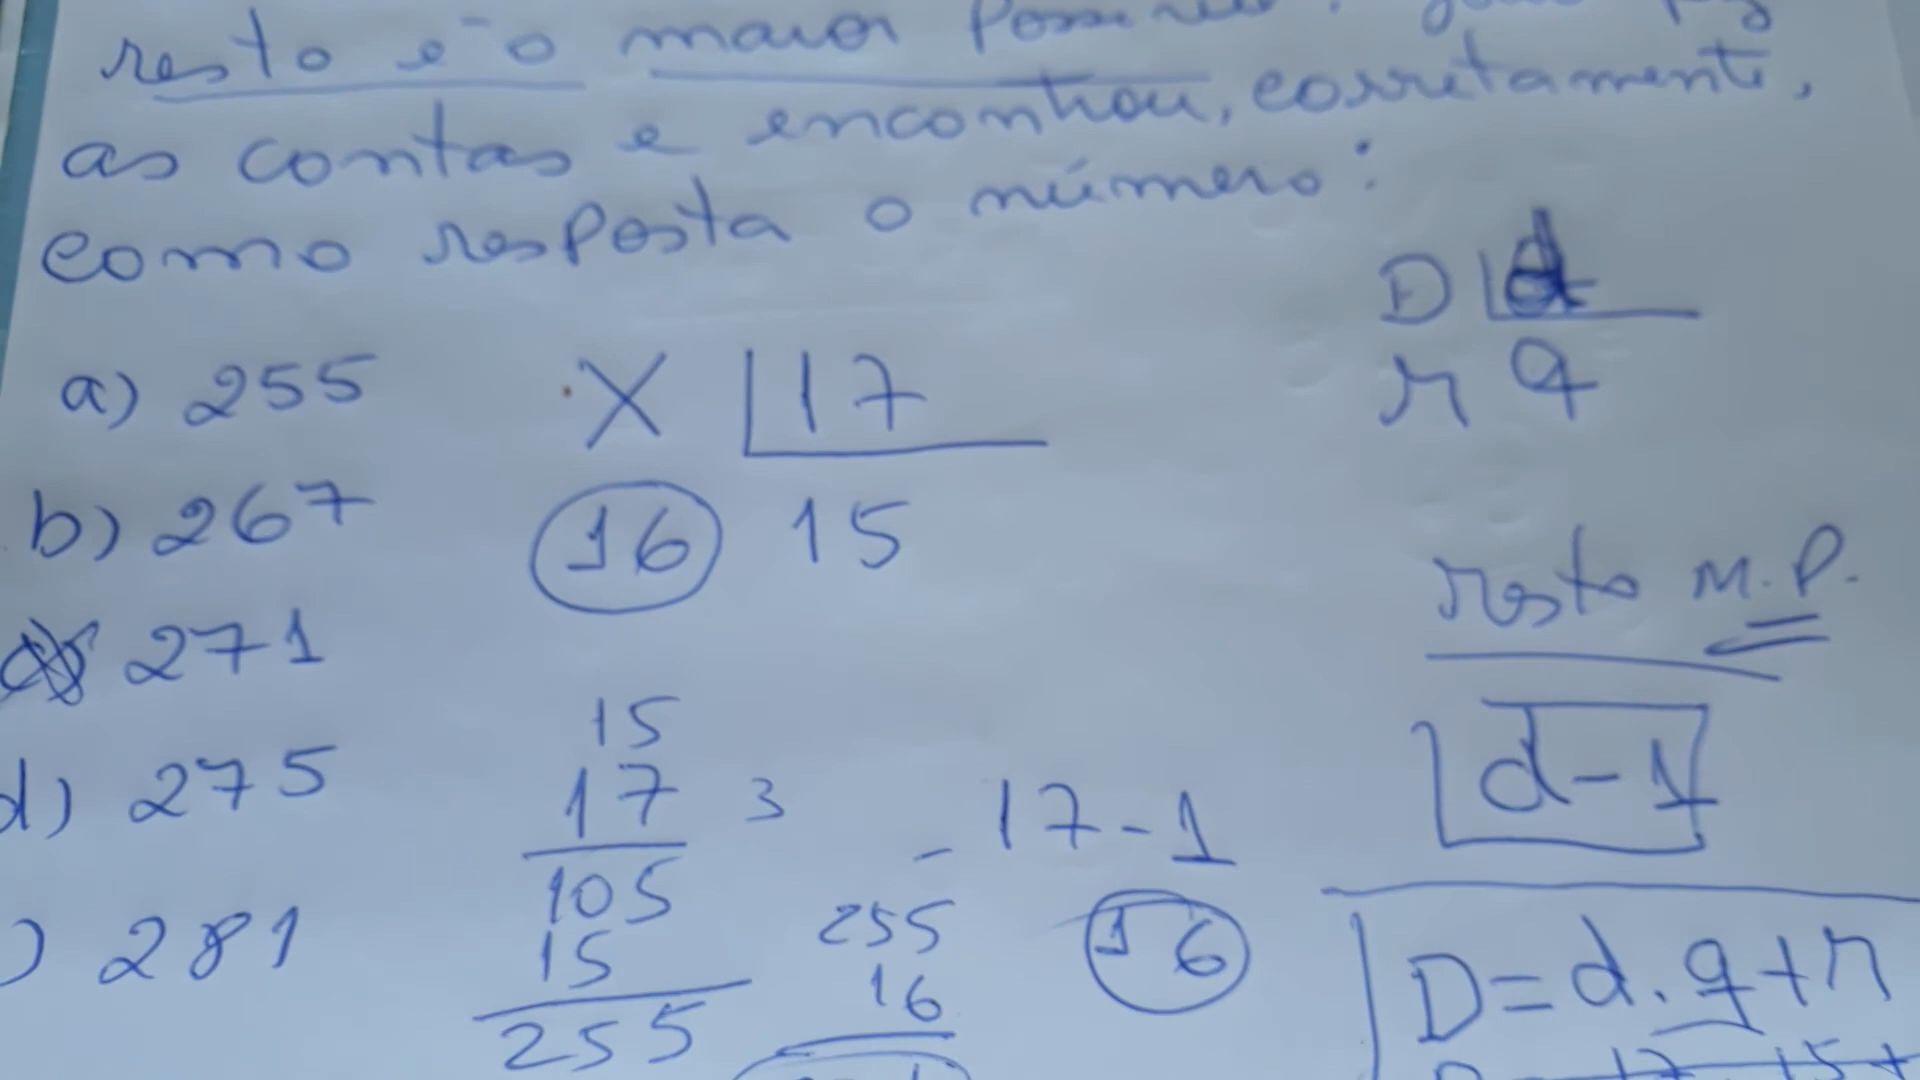 resto é o maior
as contas e encontrou, corretamente,
como resposta o número:
D d
r q
a) 255
X 17
16 15
b) 267
resto M.P.
c) 271
d-1
d) 275
15
17 3
105
15
255
17-1
16
255
16
) 281
D=d.q+r